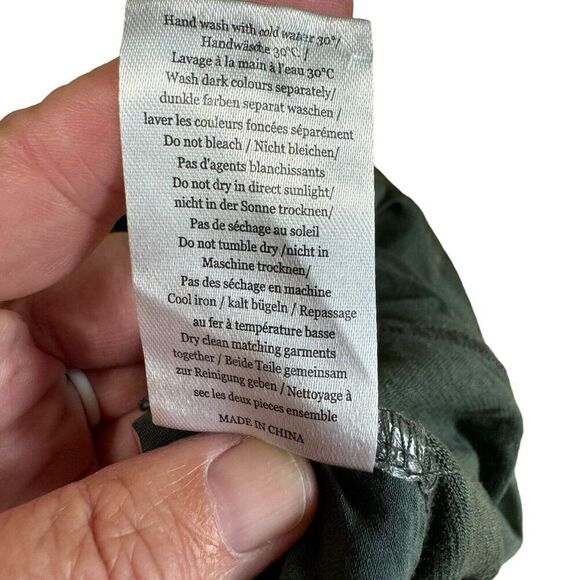 Hand wash with cold water 30°/
Handwäsche 30°C /
Lavage à la main à l'eau 30°C
Wash dark colours separately/
dunkle farben separat waschen /
laver les couleurs foncées séparément
Do not bleach / Nicht bleichen/
Pas d'agents blanchissants
Do not dry in direct sunlight/
nicht in der Sonne trocknen/
Pas de séchage au soleil
Do not tumble dry /nicht in
Maschine trocknen/
Pas des séchage en machine
Cool iron / kalt bügeln / Repassage
au fer à température basse
Dry clean matching garments
together / Beide Teile gemeinsam
zur Reinigung geben / Nettoyage à
sec les deux pieces ensemble
MADE IN CHINA